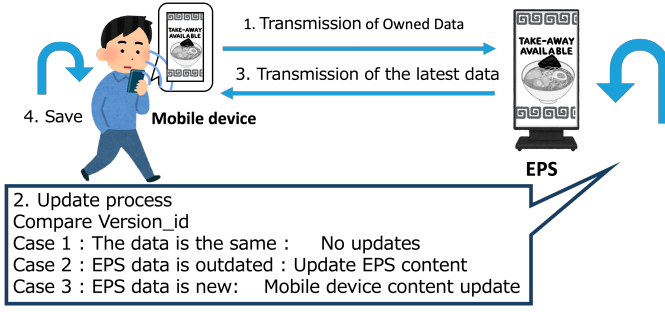 TAKE-AWAY
AVAILABLE
1. Transmission of Owned Data
TAKE-AWAY
AVAILABLE
3. Transmission of the latest data
4. Save
Mobile device
EPS
2. Update process
Compare Version_id
Case 1 : The data is the same : No updates
Case 2 : EPS data is outdated : Update EPS content
Case 3 : EPS data is new: Mobile device content update